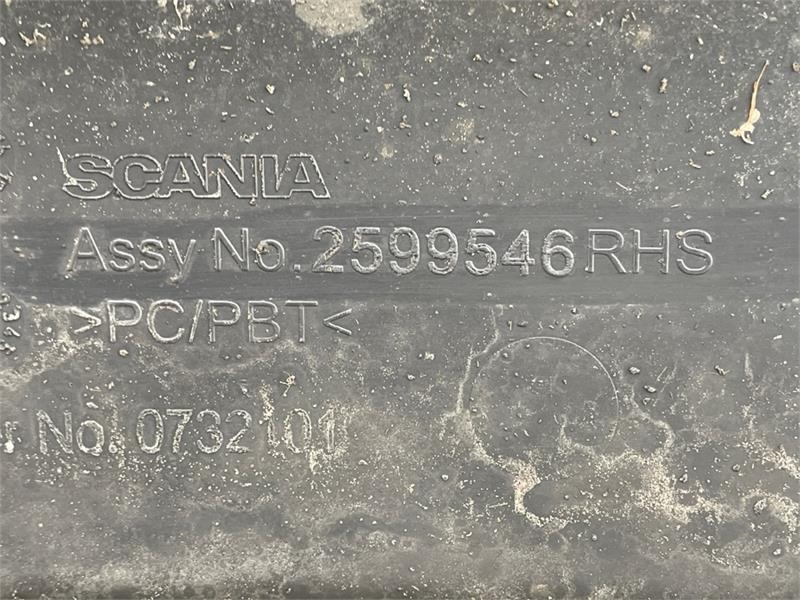 SCANIA
Assy No. 2599546 RHS
>PC/PBT<
No. 0732101